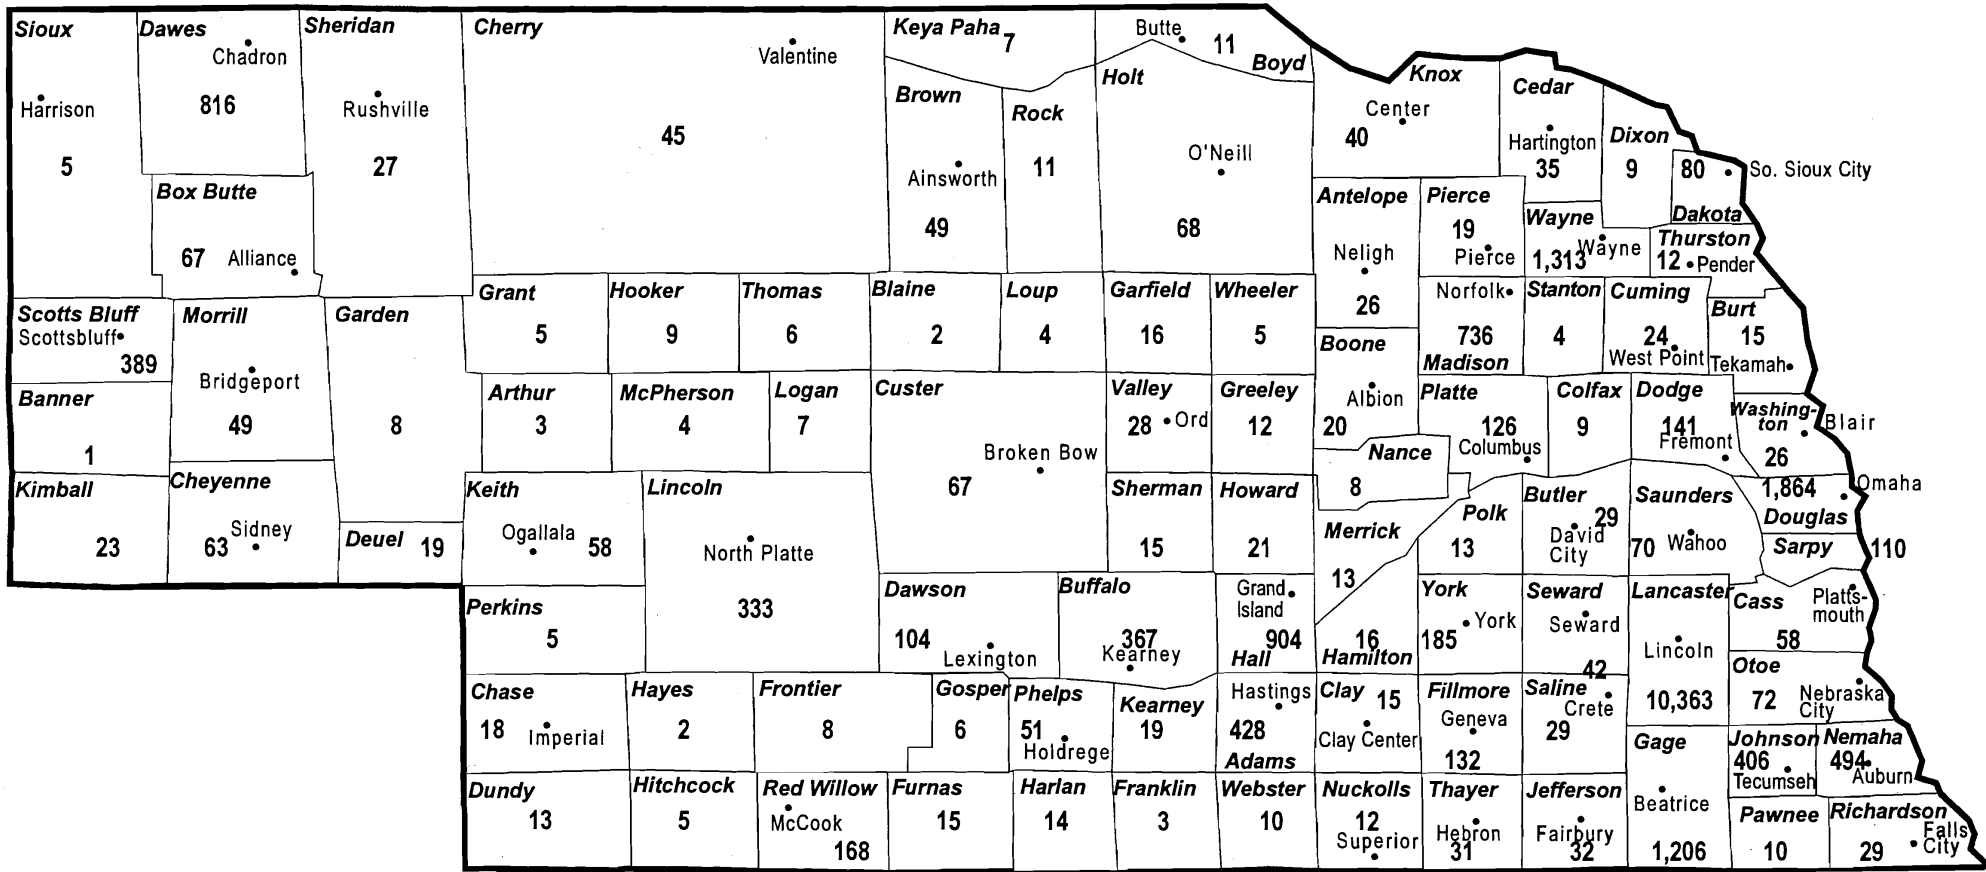 Sioux
Harrison
5
Dawes
Chadron
816
Sheridan
Rushville
27
Cherry
Valentine
45
Keya Paha
7
Butte
11
Boyd
Brown
Ainsworth
49
Rock
11
Holt
O'Neill
68
Knox
Center
40
Cedar
Hartington
35
Dixon
9
80
So. Sioux City
Dakota
Box Butte
67
Alliance
Antelope
Neligh
26
Pierce
19
Pierce
Wayne
Wayne
1,313
Thurston
12
Pender
Scotts Bluff
Scottsbluff
389
Morrill
Bridgeport
49
Garden
8
Grant
5
Hooker
9
Thomas
6
Blaine
2
Loup
4
Garfield
16
Wheeler
5
Boone
Albion
20
Norfolk
736
Madison
Stanton
4
Cuming
24
West Point
Burt
15
Tekamah
Banner
1
Arthur
3
McPherson
4
Logan
7
Custer
Broken Bow
67
Valley
28
Ord
Greeley
12
Nance
8
Platte
126
Columbus
Colfax
9
Dodge
141
Fremont
Washing-
ton
Blair
26
Kimball
23
Cheyenne
63
Sidney
Deuel
19
Keith
Ogallala
58
Lincoln
North Platte
333
Sherman
15
Howard
21
Merrick
13
Polk
13
Butler
29
David
City
Saunders
70
Wahoo
1,864
Omaha
Douglas
Sarpy
110
Perkins
5
Dawson
104
Lexington
Buffalo
367
Kearney
Grand
Island
904
Hall
16
Hamilton
York
York
185
Seward
Seward
42
Lancaster
Lincoln
10,363
Cass
Platts-
mouth
58
Otoe
72
Nebraska
City
Chase
18
Imperial
Hayes
2
Frontier
8
Gosper
6
Phelps
51
Holdrege
Kearney
19
Hastings
428
Adams
Clay
15
Clay Center
Fillmore
Geneva
132
Saline
Crete
29
Gage
Beatrice
1,206
Johnson
406
Tecumseh
Nemaha
494
Auburn
Dundy
13
Hitchcock
5
Red Willow
McCook
168
Furnas
15
Harlan
14
Franklin
3
Webster
10
Nuckolls
12
Superior
Thayer
Hebron
31
Jefferson
Fairbury
32
Pawnee
10
Richardson
Falls
City
29